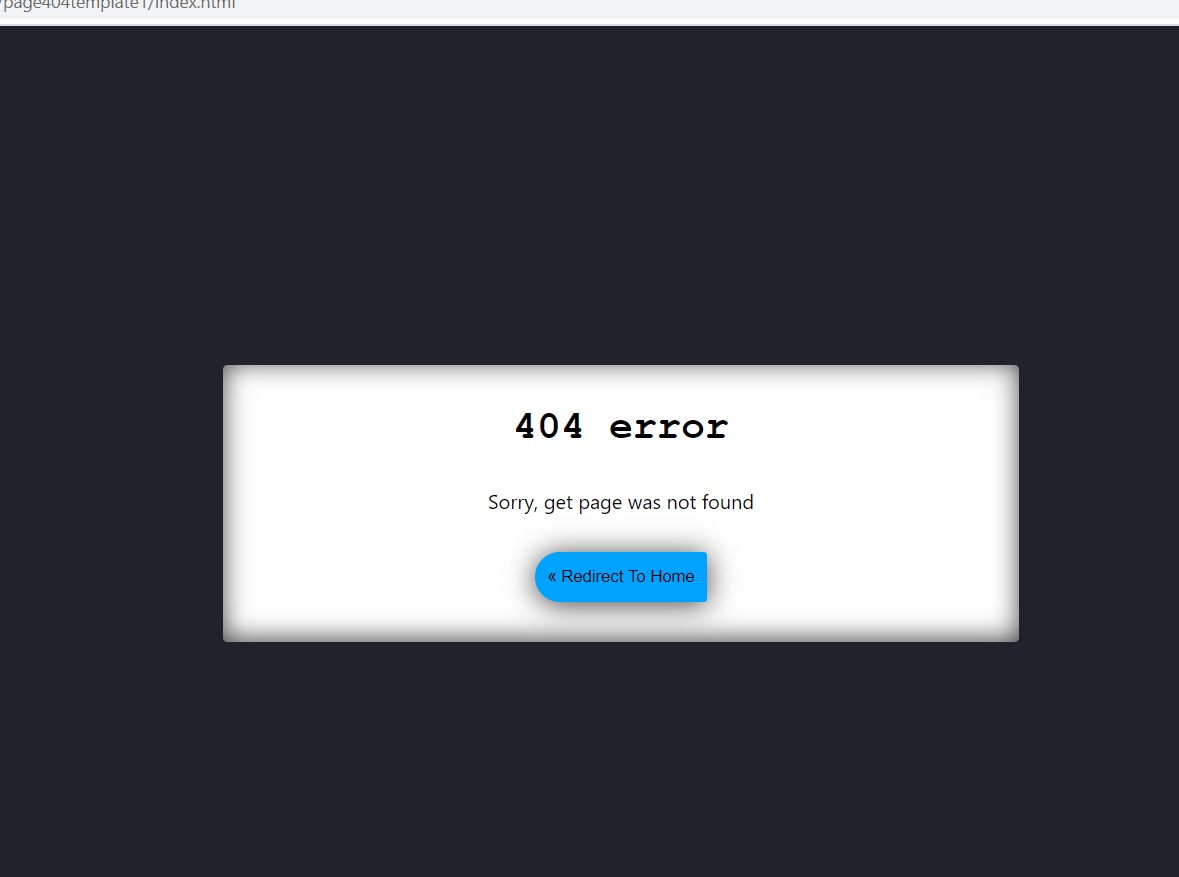 /page404template1/index.html
404 error
Sorry, get page was not found
« Redirect To Home